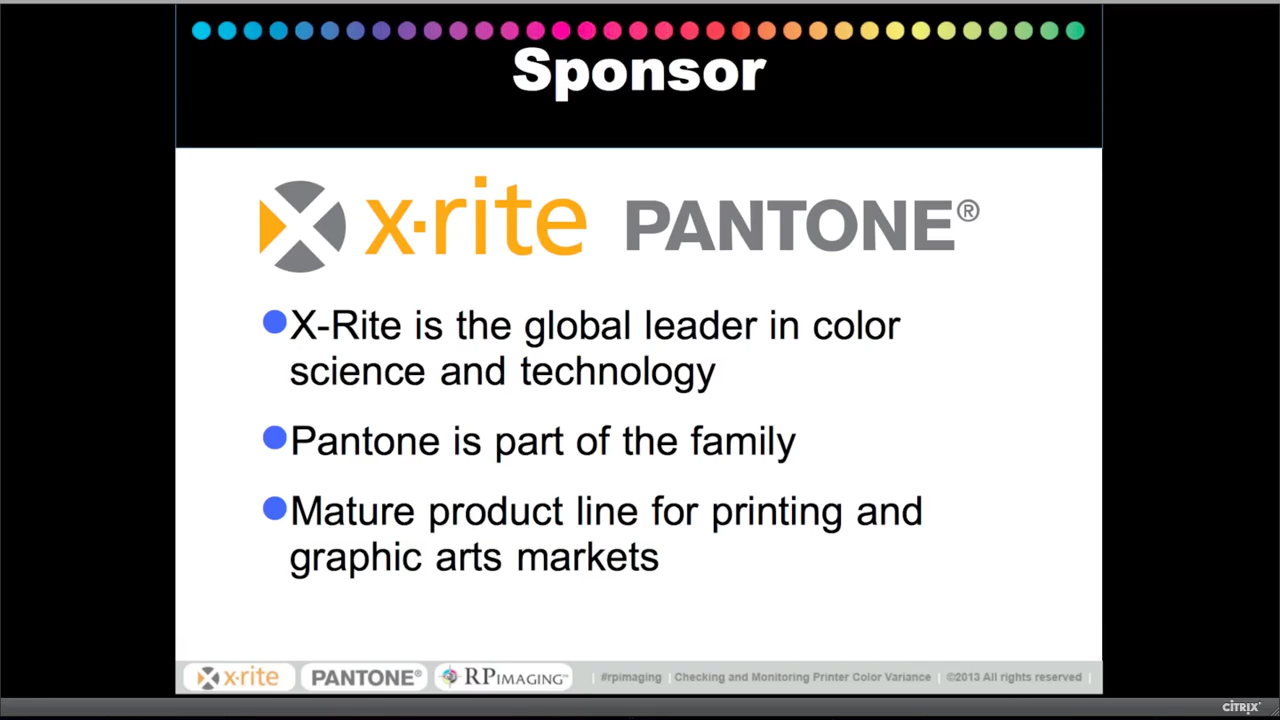 Sponsor
x·rite PANTONE®
X-Rite is the global leader in color
science and technology
Pantone is part of the family
Mature product line for printing and
graphic arts markets
x·rite PANTONE® RPIMAGING™ | #rpimaging | Checking and Monitoring Printer Color Variance | ©2013 All rights reserved |
CITRIX®